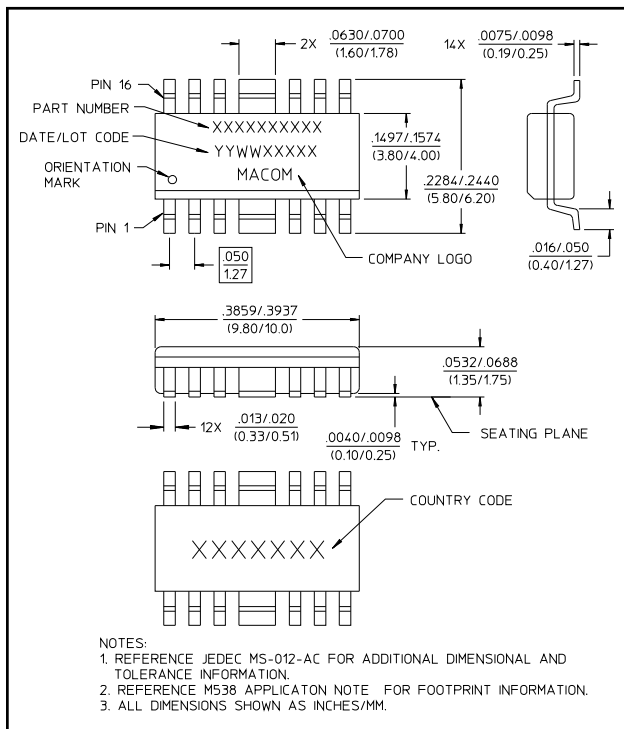 2X .0630/.0700
(1.60/1.78)
14X .0075/.0098
(0.19/0.25)
PIN 16
PART NUMBER
XXXXXXXXXX
DATE/LOT CODE
YYWWXXXXX
ORIENTATION
MARK
MACOM
.1497/.1574
(3.80/4.00)
.2284/.2440
(5.80/6.20)
PIN 1
COMPANY LOGO
.050
1.27
.016/.050
(0.40/1.27)
.3859/.3937
(9.80/10.0)
.0532/.0688
(1.35/1.75)
12X .013/.020
(0.33/0.51)
.0040/.0098
(0.10/0.25)
TYP.
SEATING PLANE
COUNTRY CODE
XXXXXXX
NOTES:
1. REFERENCE JEDEC MS-012-AC FOR ADDITIONAL DIMENSIONAL AND
TOLERANCE INFORMATION.
2. REFERENCE M538 APPLICATON NOTE FOR FOOTPRINT INFORMATION.
3. ALL DIMENSIONS SHOWN AS INCHES/MM.